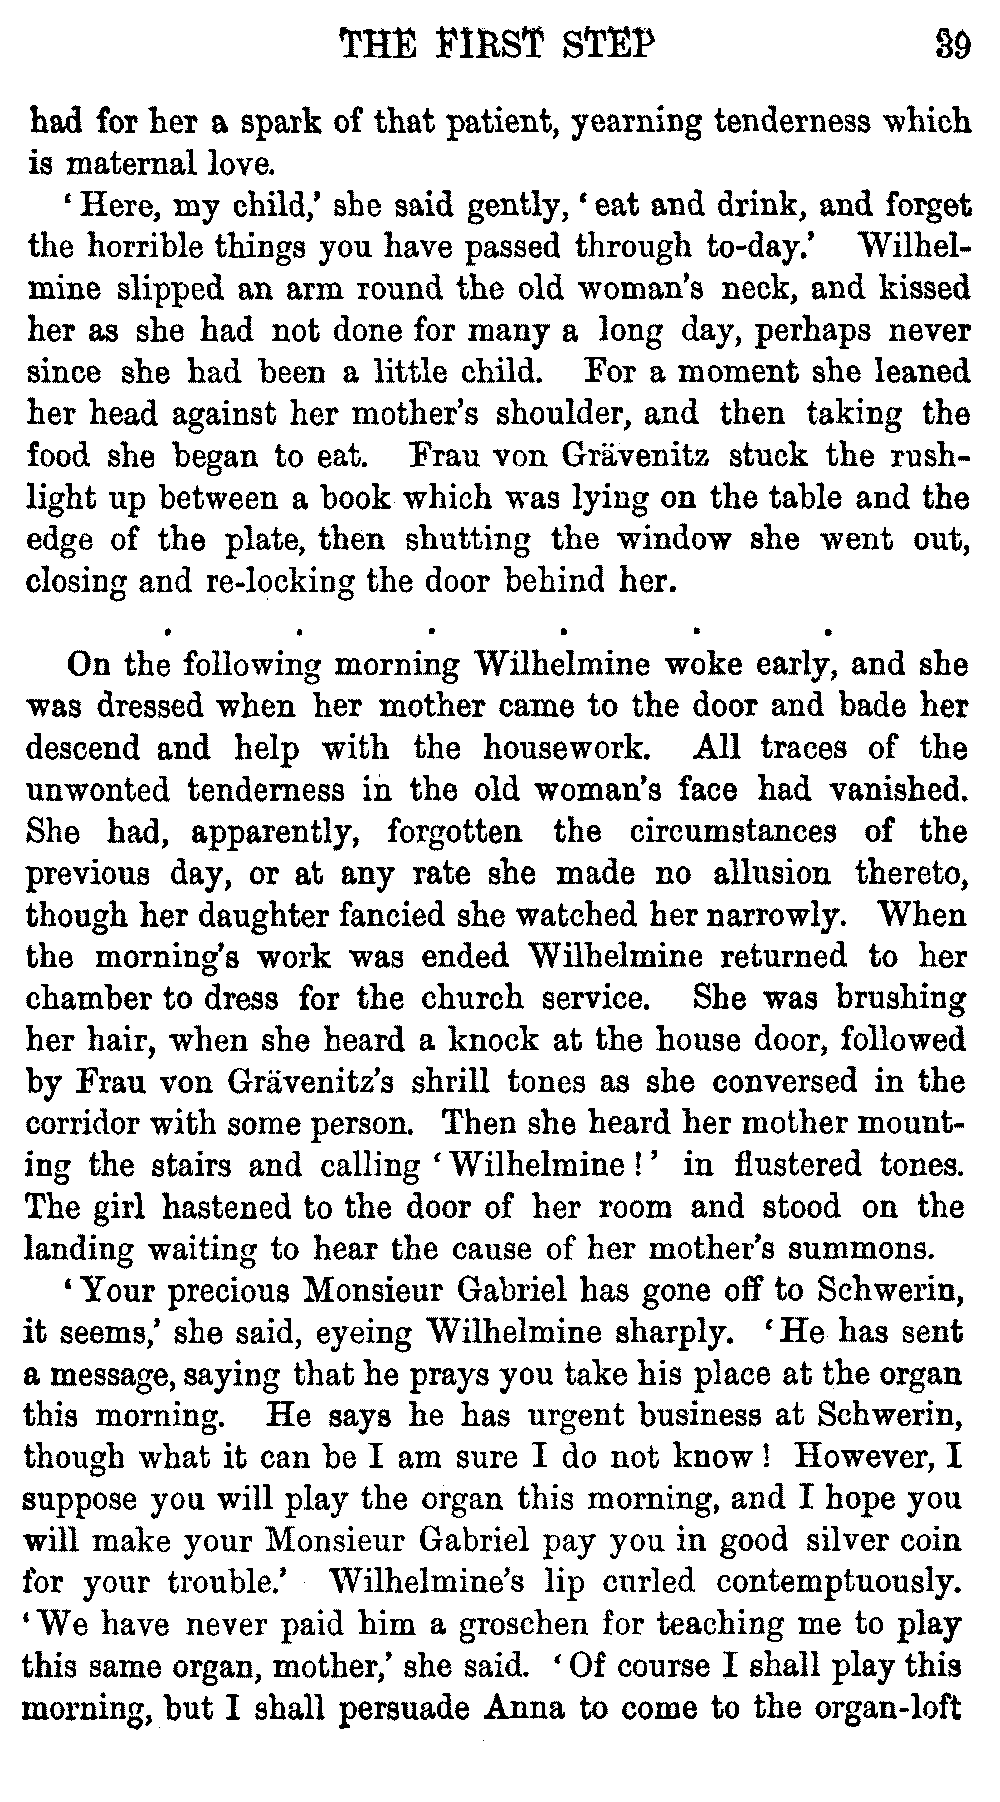 THE FIRST STEP 39
had for her a spark of that patient, yearning tenderness which
is maternal love.
‘Here, my child,’ she said gently, ‘eat and drink, and forget
the horrible things you have passed through to-day.’ Wilhel-
mine slipped an arm round the old woman’s neck, and kissed
her as she had not done for many a long day, perhaps never
since she had been a little child. For a moment she leaned
her head against her mother’s shoulder, and then taking the
food she began to eat. Frau von Grävenitz stuck the rush-
light up between a book which was lying on the table and the
edge of the plate, then shutting the window she went out,
closing and re-locking the door behind her.
. . . . . .
On the following morning Wilhelmine woke early, and she
was dressed when her mother came to the door and bade her
descend and help with the housework. All traces of the
unwonted tenderness in the old woman’s face had vanished.
She had, apparently, forgotten the circumstances of the
previous day, or at any rate she made no allusion thereto,
though her daughter fancied she watched her narrowly. When
the morning’s work was ended Wilhelmine returned to her
chamber to dress for the church service. She was brushing
her hair, when she heard a knock at the house door, followed
by Frau von Grävenitz’s shrill tones as she conversed in the
corridor with some person. Then she heard her mother mount-
ing the stairs and calling ‘Wilhelmine!’ in flustered tones.
The girl hastened to the door of her room and stood on the
landing waiting to hear the cause of her mother’s summons.
‘Your precious Monsieur Gabriel has gone off to Schwerin,
it seems,’ she said, eyeing Wilhelmine sharply. ‘He has sent
a message, saying that he prays you take his place at the organ
this morning. He says he has urgent business at Schwerin,
though what it can be I am sure I do not know! However, I
suppose you will play the organ this morning, and I hope you
will make your Monsieur Gabriel pay you in good silver coin
for your trouble.’ Wilhelmine’s lip curled contemptuously.
‘We have never paid him a groschen for teaching me to play
this same organ, mother,’ she said. ‘Of course I shall play this
morning, but I shall persuade Anna to come to the organ-loft